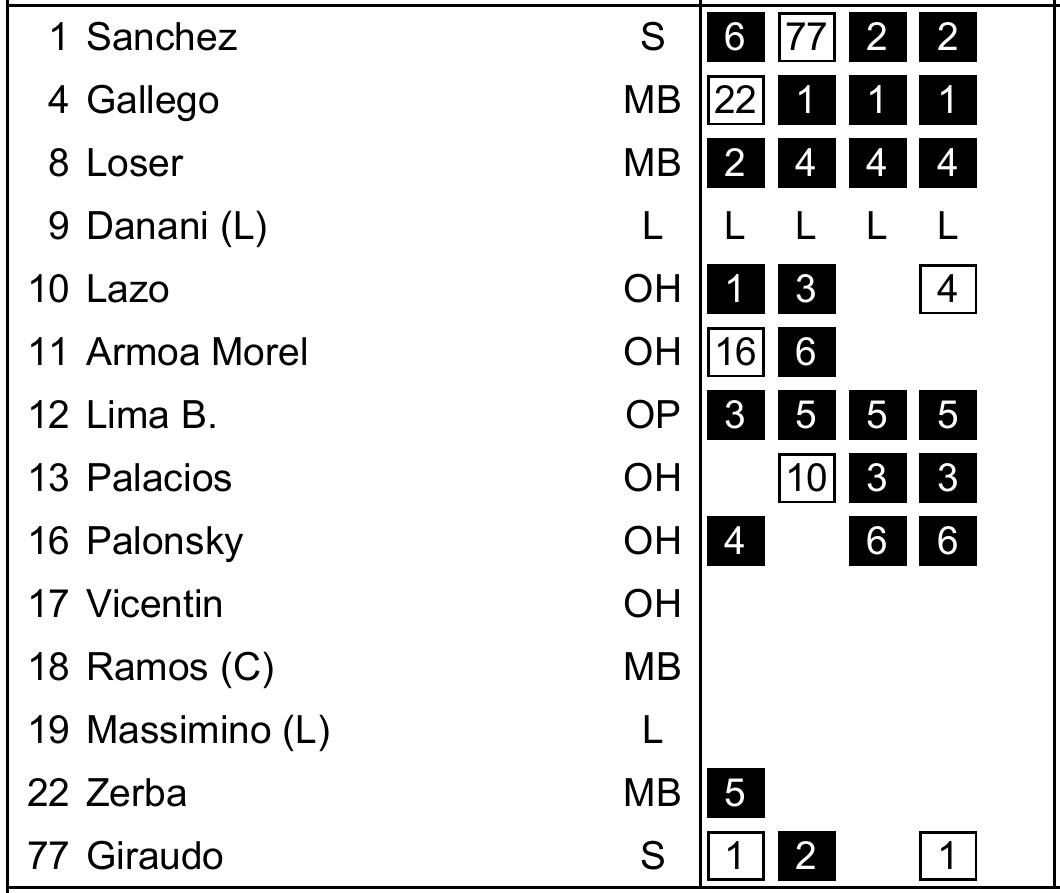 1 Sanchez S 6 77 2 2
4 Gallego MB 22 1 1 1
8 Loser MB 2 4 4 4
9 Danani (L) L L L L L
10 Lazo OH 1 3 4
11 Armoa Morel OH 16 6
12 Lima B. OP 3 5 5 5
13 Palacios OH 10 3 3
16 Palonsky OH 4 6 6
17 Vicentin OH
18 Ramos (C) MB
19 Massimino (L) L
22 Zerba MB 5
77 Giraudo S 1 2 1